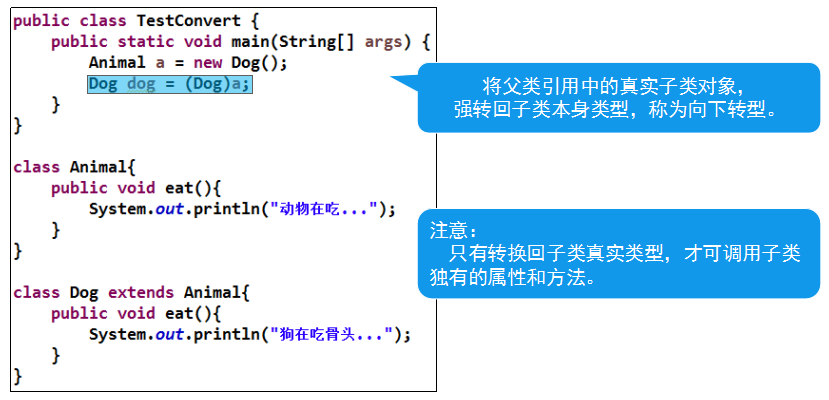 public class TestConvert {
    public static void main(String[] args) {
        Animal a = new Dog();
        Dog dog = (Dog)a;
    }
}
将父类引用中的真实子类对象，
强转回子类本身类型，称为向下转型。
class Animal{
    public void eat(){
        System.out.println("动物在吃...");
    }
}
注意：
只有转换回子类真实类型，才可调用子类
独有的属性和方法。
class Dog extends Animal{
    public void eat(){
        System.out.println("狗在吃骨头...");
    }
}